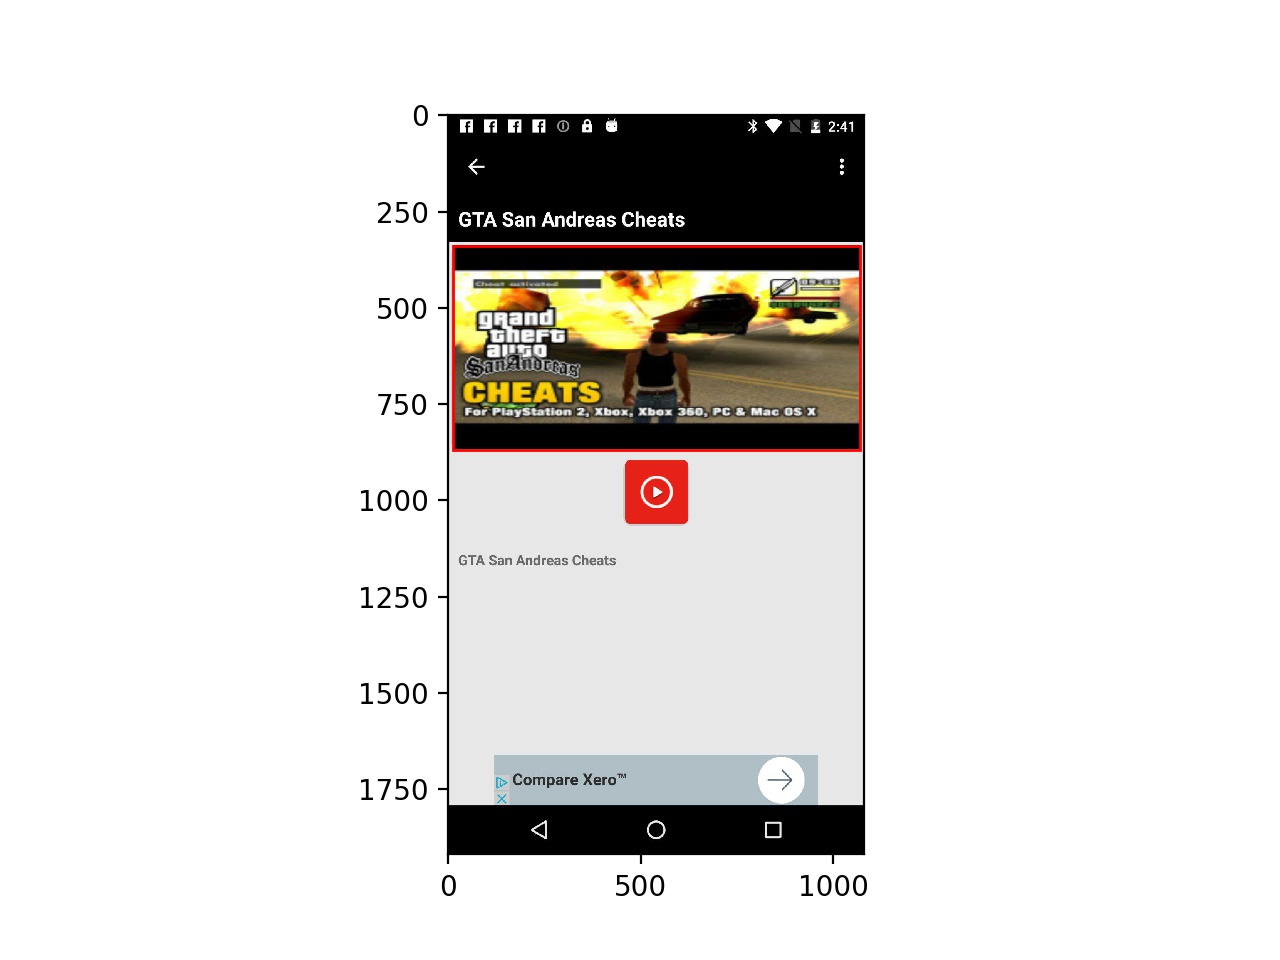 0
250
500
750
1000
1250
1500
1750
0
500
1000
2:41
GTA San Andreas Cheats
Cheat activated
09:05
grand
theft
auto
San Andreas
CHEATS
For PlayStation 2, Xbox, Xbox 360, PC & Mac OS X
GTA San Andreas Cheats
Compare Xero™